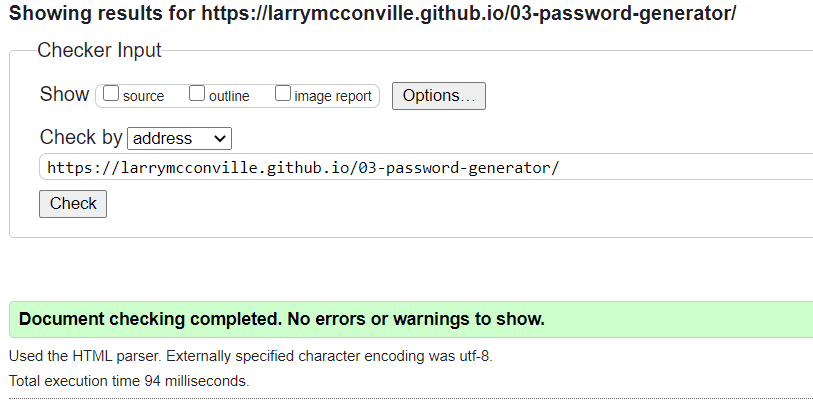 Showing results for https://larrymcconville.github.io/03-password-generator/
Checker Input
Show source outline image report Options...
Check by address
https://larrymcconville.github.io/03-password-generator/
Check
Document checking completed. No errors or warnings to show.
Used the HTML parser. Externally specified character encoding was utf-8.
Total execution time 94 milliseconds.